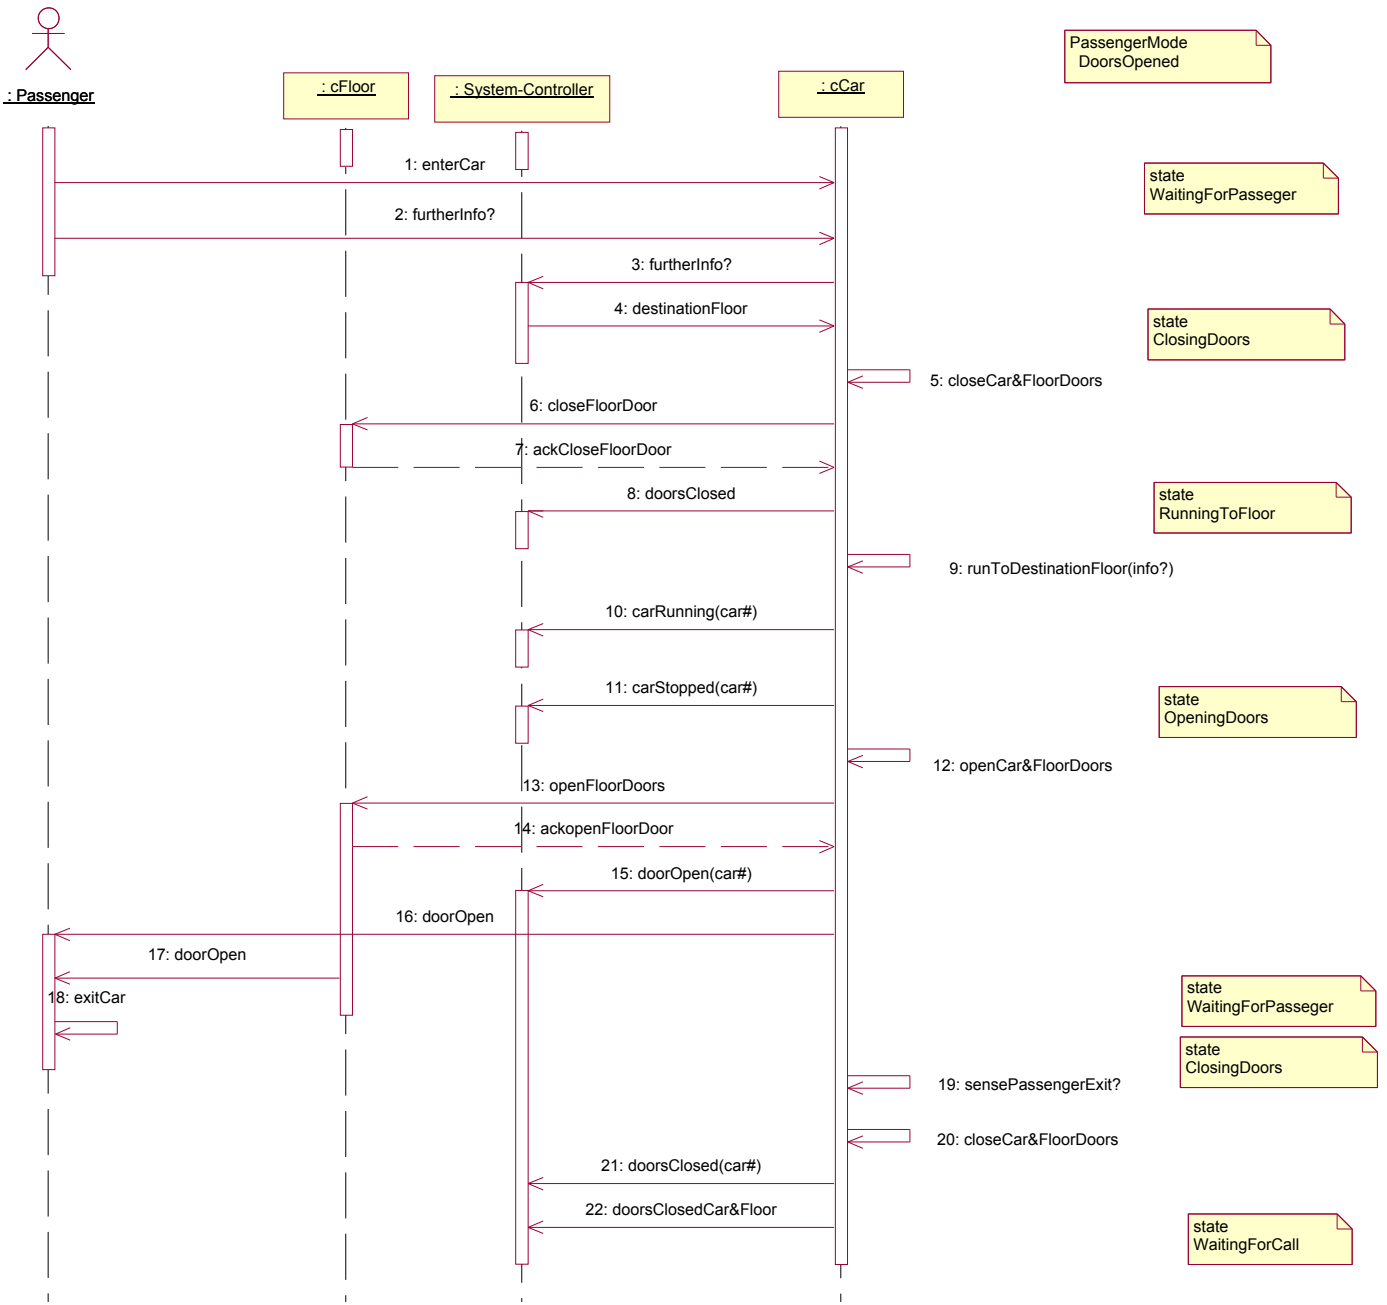 PassengerMode
DoorsOpened
: Passenger
: cFloor
: System-Controller
: cCar
1: enterCar
state
WaitingForPasseger
2: furtherInfo?
3: furtherInfo?
4: destinationFloor
state
ClosingDoors
5: closeCar&FloorDoors
6: closeFloorDoor
7: ackCloseFloorDoor
8: doorsClosed
state
RunningToFloor
9: runToDestinationFloor(info?)
10: carRunning(car#)
11: carStopped(car#)
state
OpeningDoors
12: openCar&FloorDoors
13: openFloorDoors
14: ackopenFloorDoor
15: doorOpen(car#)
16: doorOpen
17: doorOpen
18: exitCar
state
WaitingForPasseger
state
ClosingDoors
19: sensePassengerExit?
20: closeCar&FloorDoors
21: doorsClosed(car#)
22: doorsClosedCar&Floor
state
WaitingForCall